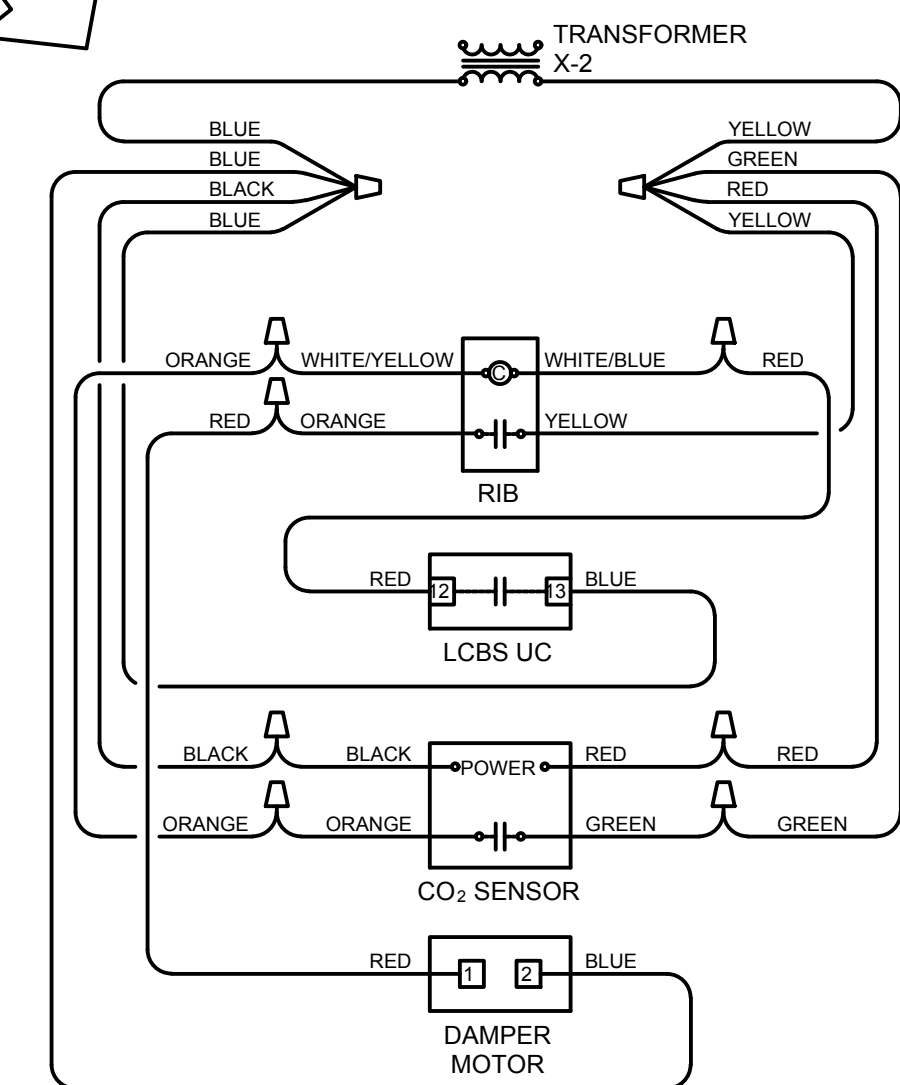 TRANSFORMER
X-2
BLUE
YELLOW
BLUE
GREEN
BLACK
RED
BLUE
YELLOW
ORANGE
WHITE/YELLOW
C
WHITE/BLUE
RED
RED
ORANGE
YELLOW
RIB
RED
12
13
BLUE
LCBS UC
BLACK
BLACK
POWER
RED
RED
ORANGE
ORANGE
GREEN
GREEN
CO₂ SENSOR
RED
1
2
BLUE
DAMPER
MOTOR